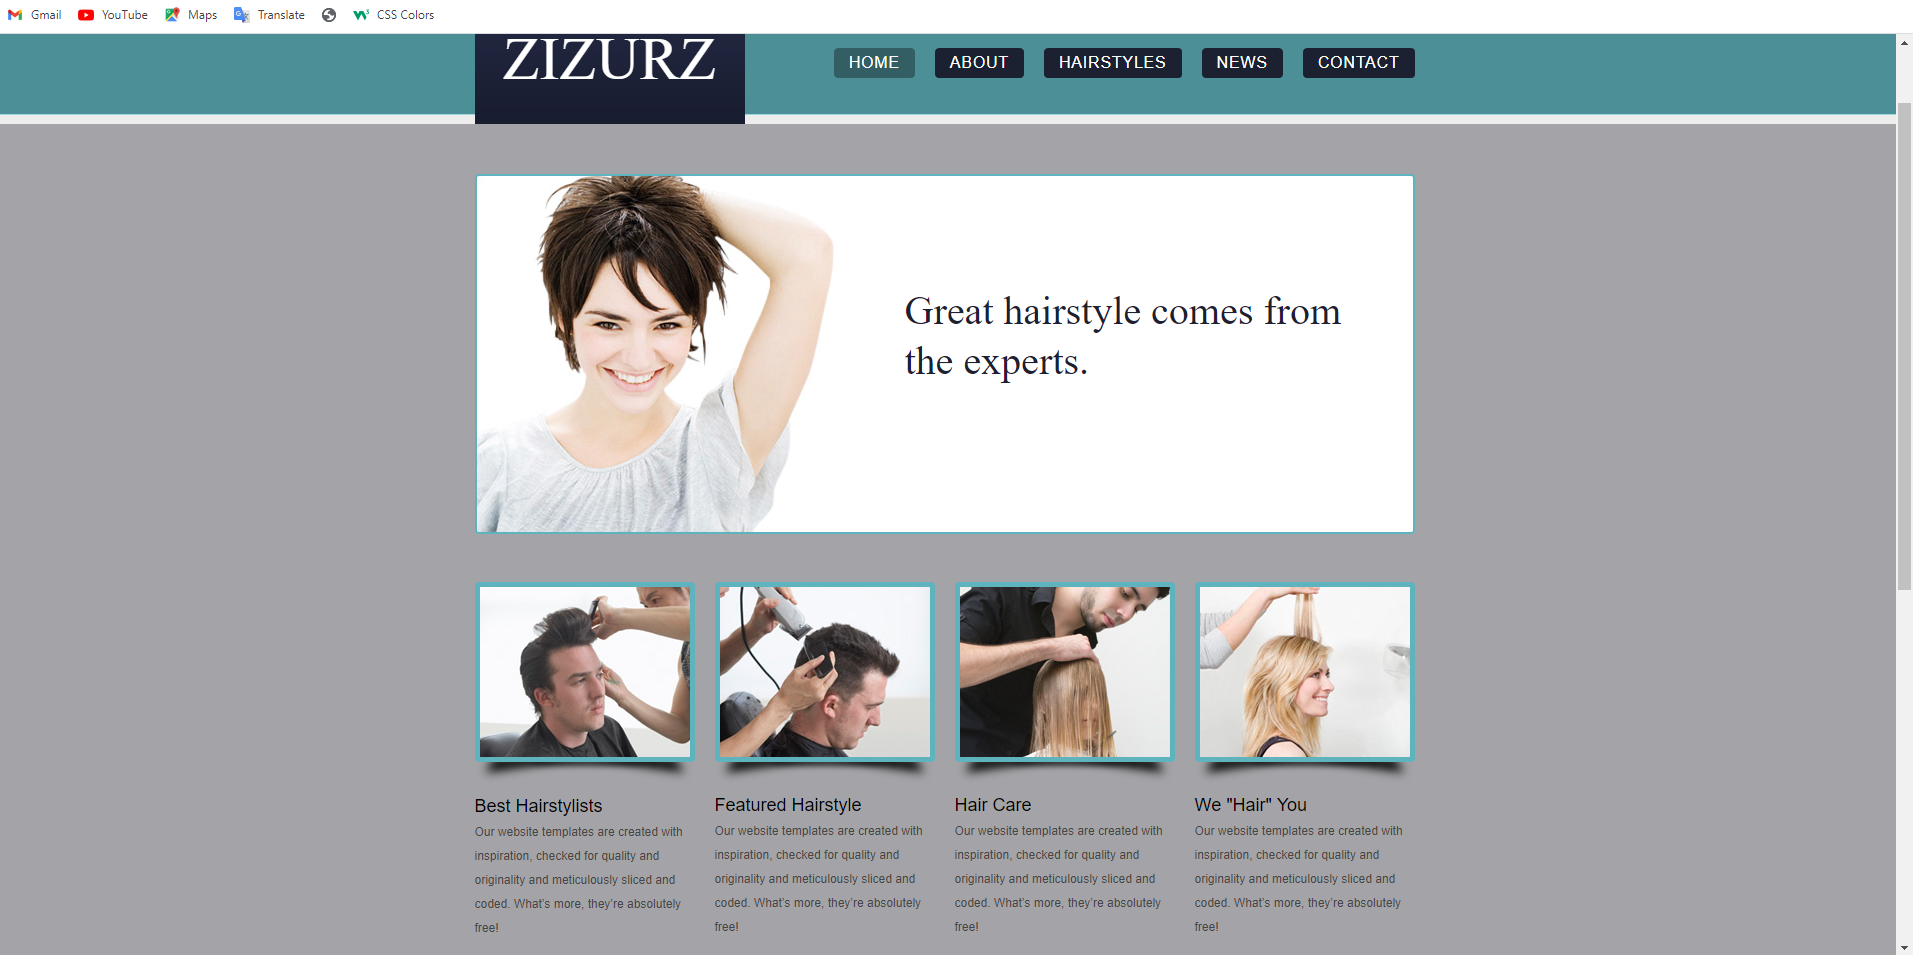 Gmail YouTube Maps Translate CSS Colors
ZIZURZ
HOME ABOUT HAIRSTYLES NEWS CONTACT
Great hairstyle comes from
the experts.
Best Hairstylists
Our website templates are created with
inspiration, checked for quality and
originality and meticulously sliced and
coded. What's more, they're absolutely
free!
Featured Hairstyle
Our website templates are created with
inspiration, checked for quality and
originality and meticulously sliced and
coded. What's more, they're absolutely
free!
Hair Care
Our website templates are created with
inspiration, checked for quality and
originality and meticulously sliced and
coded. What's more, they're absolutely
free!
We "Hair" You
Our website templates are created with
inspiration, checked for quality and
originality and meticulously sliced and
coded. What's more, they're absolutely
free!